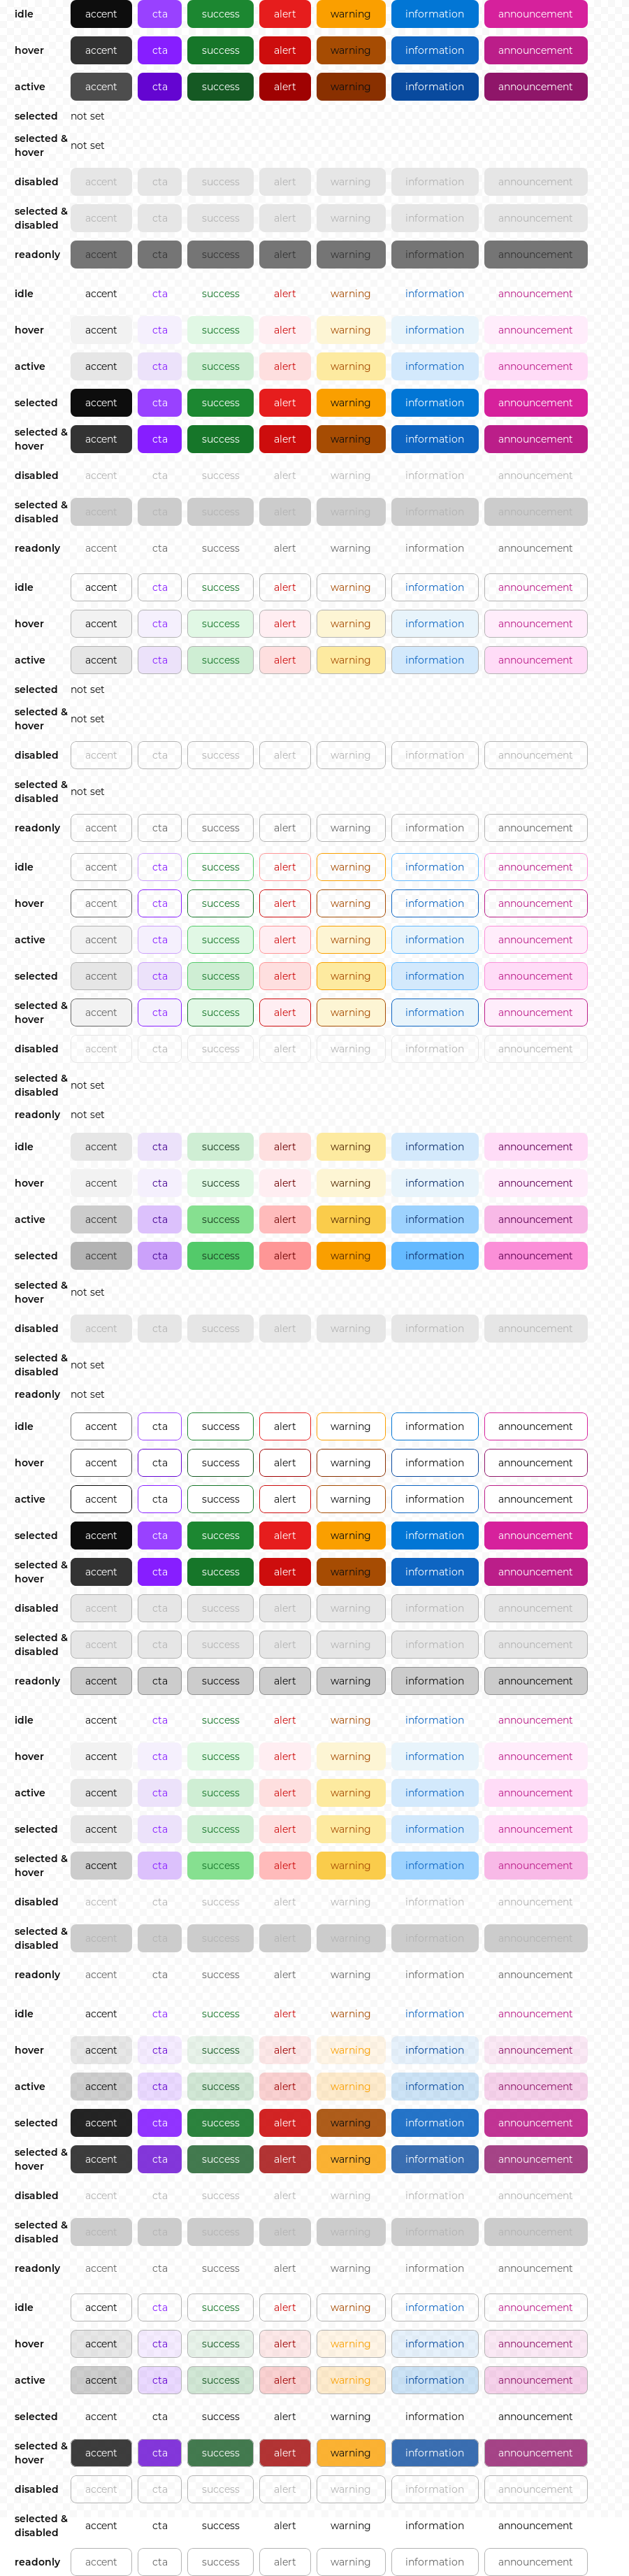 idle accent cta success alert warning information announcement
hover accent cta success alert warning information announcement
active accent cta success alert warning information announcement
selected not set
selected &
hover not set
disabled accent cta success alert warning information announcement
selected &
disabled accent cta success alert warning information announcement
readonly accent cta success alert warning information announcement
idle accent cta success alert warning information announcement
hover accent cta success alert warning information announcement
active accent cta success alert warning information announcement
selected accent cta success alert warning information announcement
selected &
hover accent cta success alert warning information announcement
disabled accent cta success alert warning information announcement
selected &
disabled accent cta success alert warning information announcement
readonly accent cta success alert warning information announcement
idle accent cta success alert warning information announcement
hover accent cta success alert warning information announcement
active accent cta success alert warning information announcement
selected not set
selected &
hover not set
disabled accent cta success alert warning information announcement
selected &
disabled not set
readonly accent cta success alert warning information announcement
idle accent cta success alert warning information announcement
hover accent cta success alert warning information announcement
active accent cta success alert warning information announcement
selected accent cta success alert warning information announcement
selected &
hover accent cta success alert warning information announcement
disabled accent cta success alert warning information announcement
selected &
disabled not set
readonly not set
idle accent cta success alert warning information announcement
hover accent cta success alert warning information announcement
active accent cta success alert warning information announcement
selected accent cta success alert warning information announcement
selected &
hover not set
disabled accent cta success alert warning information announcement
selected &
disabled not set
readonly not set
idle accent cta success alert warning information announcement
hover accent cta success alert warning information announcement
active accent cta success alert warning information announcement
selected accent cta success alert warning information announcement
selected &
hover accent cta success alert warning information announcement
disabled accent cta success alert warning information announcement
selected &
disabled accent cta success alert warning information announcement
readonly accent cta success alert warning information announcement
idle accent cta success alert warning information announcement
hover accent cta success alert warning information announcement
active accent cta success alert warning information announcement
selected accent cta success alert warning information announcement
selected &
hover accent cta success alert warning information announcement
disabled accent cta success alert warning information announcement
selected &
disabled accent cta success alert warning information announcement
readonly accent cta success alert warning information announcement
idle accent cta success alert warning information announcement
hover accent cta success alert warning information announcement
active accent cta success alert warning information announcement
selected accent cta success alert warning information announcement
selected &
hover accent cta success alert warning information announcement
disabled accent cta success alert warning information announcement
selected &
disabled accent cta success alert warning information announcement
readonly accent cta success alert warning information announcement
idle accent cta success alert warning information announcement
hover accent cta success alert warning information announcement
active accent cta success alert warning information announcement
selected accent cta success alert warning information announcement
selected &
hover accent cta success alert warning information announcement
disabled accent cta success alert warning information announcement
selected &
disabled accent cta success alert warning information announcement
readonly accent cta success alert warning information announcement